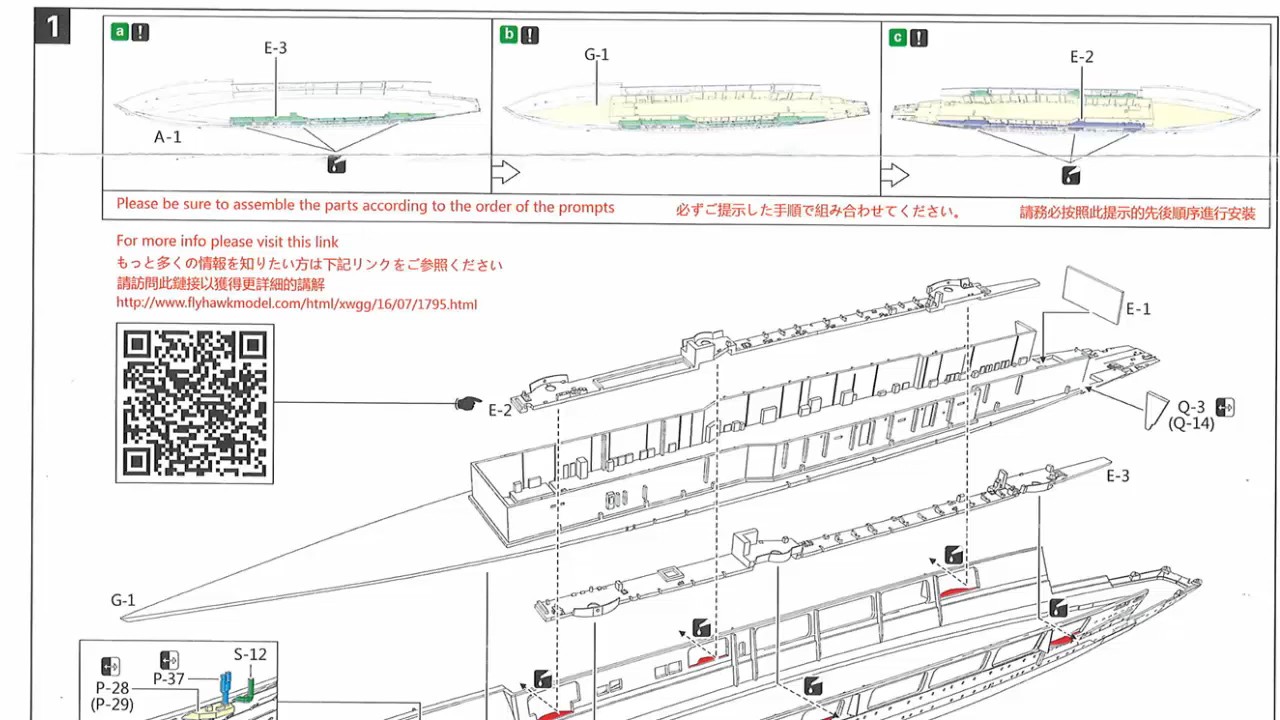 1
a !
b !
c !
E-3
A-1
G-1
E-2
Please be sure to assemble the parts according to the order of the prompts
必ずご提示した手順で組み合わせてください。
請務必按照此提示的先後順序進行安裝
For more info please visit this link
もっと多くの情報を知りたい方は下記リンクをご参照ください
請訪問此鏈接以獲得更詳細的講解
http://www.flyhawkmodel.com/html/xwgg/16/07/1795.html
E-1
E-2
Q-3
(Q-14)
E-3
G-1
S-12
P-37
P-28
(P-29)